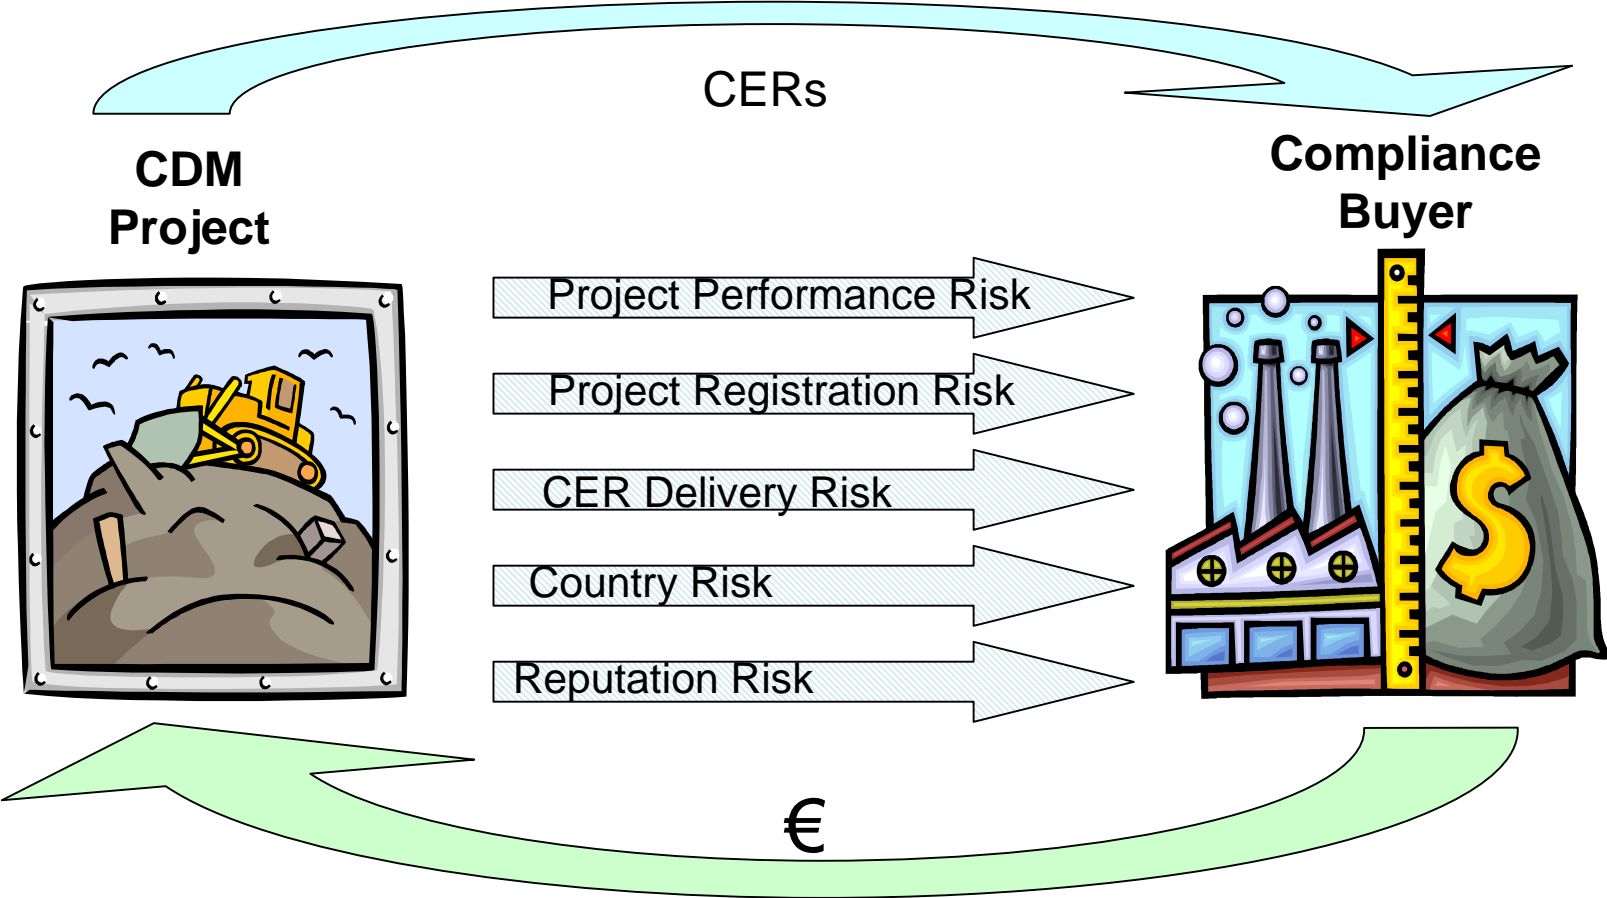 CERs
CDM
Project
Compliance
Buyer
Project Performance Risk
Project Registration Risk
CER Delivery Risk
Country Risk
Reputation Risk
$
€